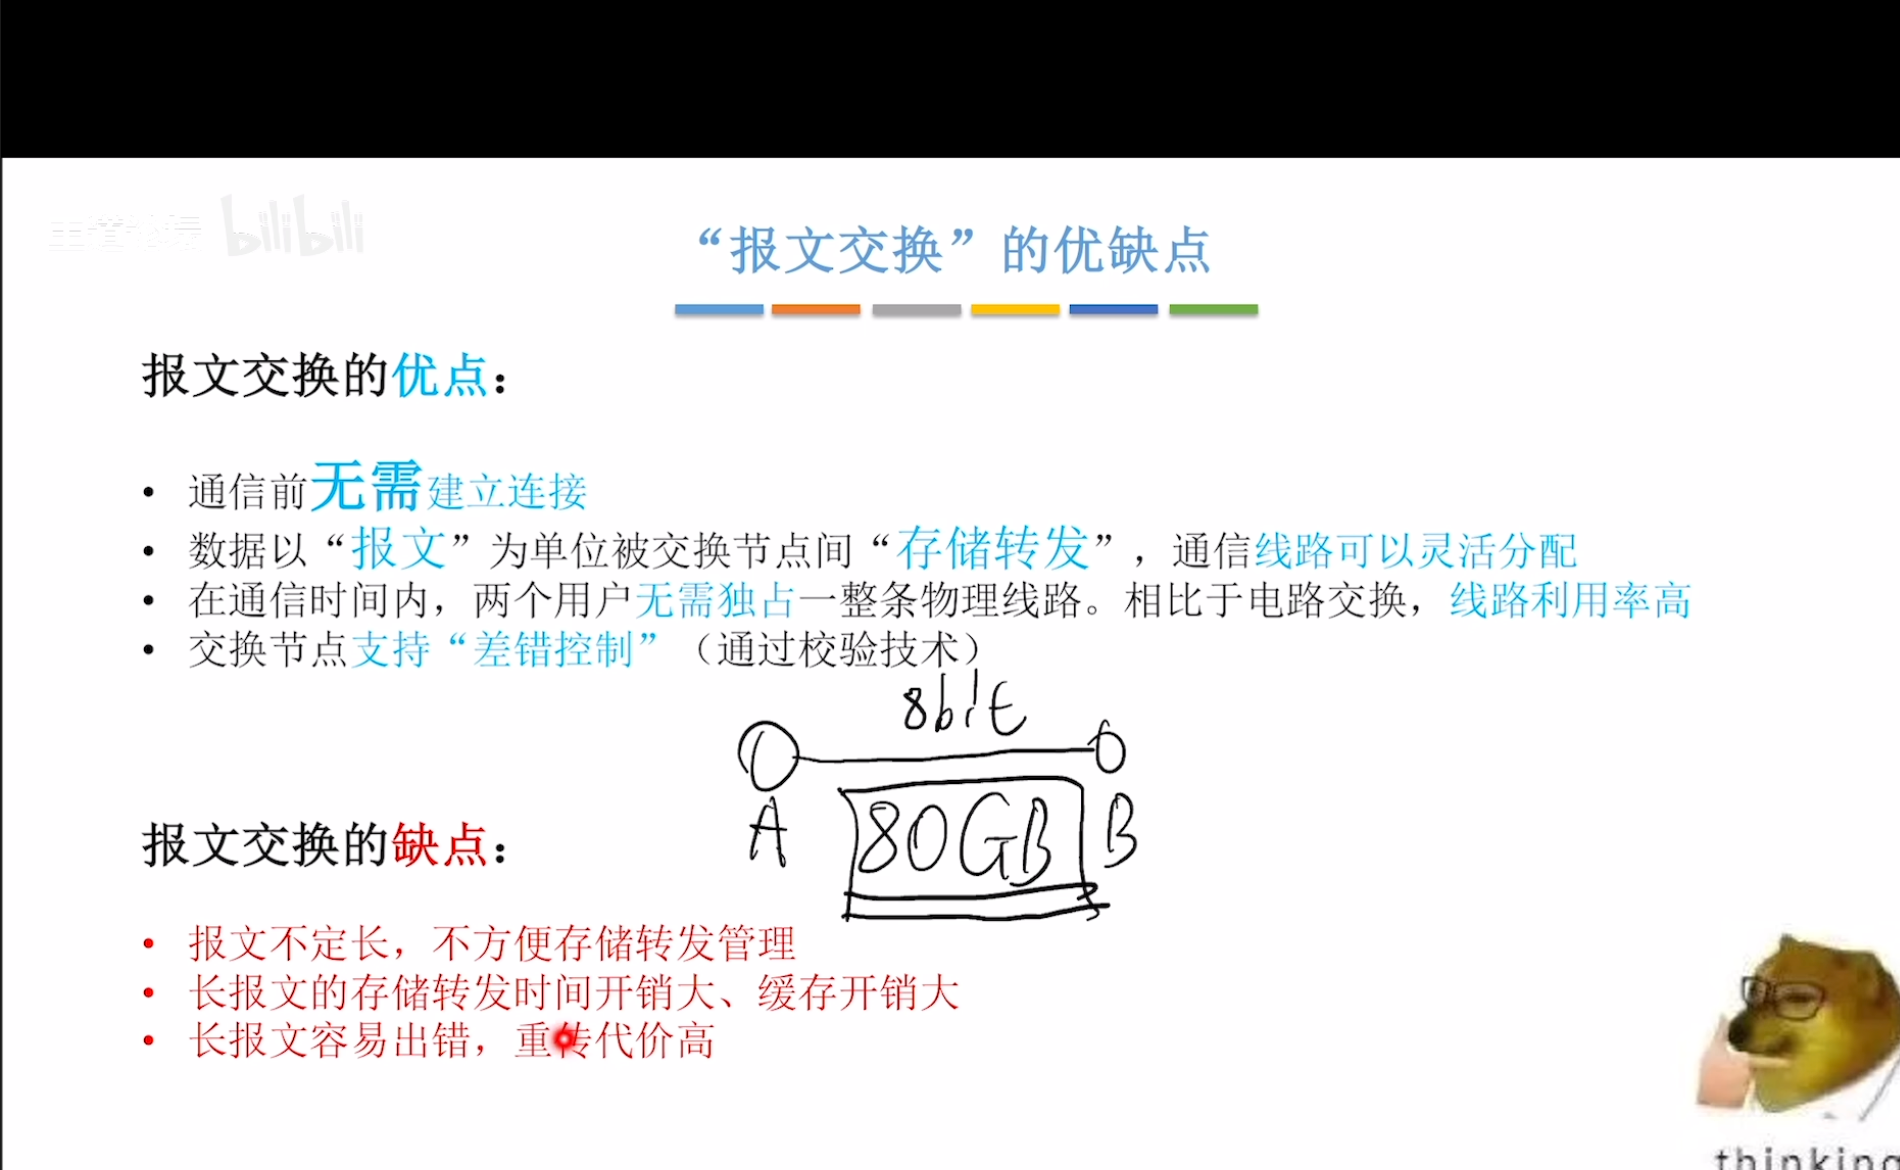 王道论坛 bilibili
“报文交换”的优缺点
报文交换的优点：
• 通信前无需建立连接
• 数据以“报文”为单位被交换节点间“存储转发”，通信线路可以灵活分配
• 在通信时间内，两个用户无需独占一整条物理线路。相比于电路交换，线路利用率高
• 交换节点支持“差错控制”（通过校验技术）
8bit
A
80GB
B
报文交换的缺点：
• 报文不定长，不方便存储转发管理
• 长报文的存储转发时间开销大、缓存开销大
• 长报文容易出错，重传代价高
thinking